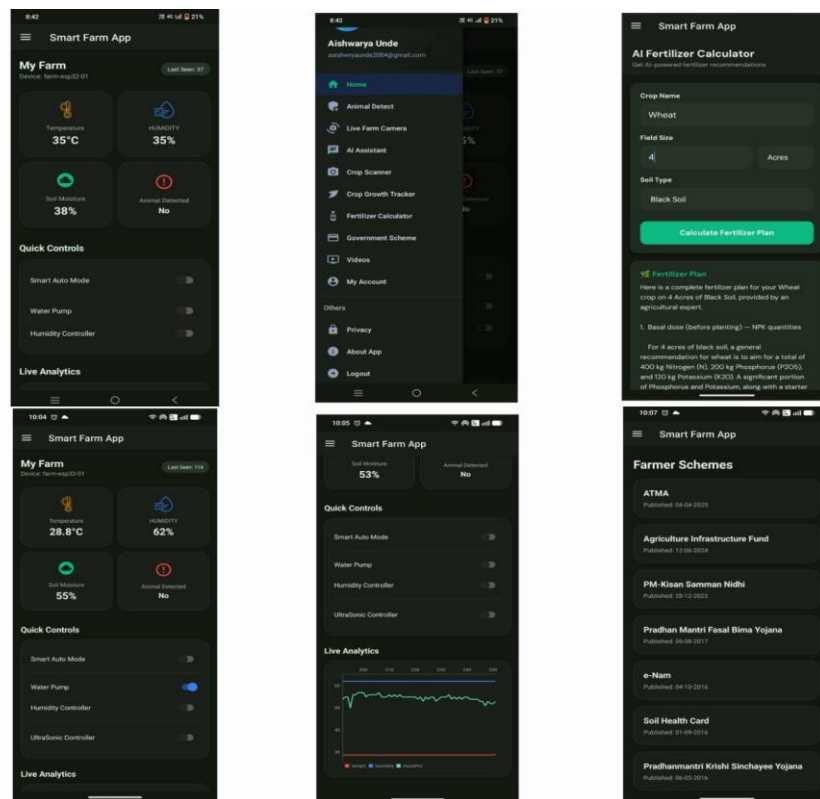 8:42
21%
Smart Farm App
My Farm
Device: farm-esp32-01
Last Seen: 57
Temperature
35°C
HUMIDITY
35%
Soil Moisture
38%
Animal Detected
No
Quick Controls
Smart Auto Mode
Water Pump
Humidity Controller
Live Analytics
8:42
21%
Aishwarya Unde
aaishwaryaunde2004@gmail.com
Home
Animal Detect
Live Farm Camera
AI Assistant
Crop Scanner
Crop Growth Tracker
Fertilizer Calculator
Government Scheme
Videos
My Account
Others
Privacy
About App
Logout
Smart Farm App
AI Fertilizer Calculator
Get AI-powered fertilizer recommendations
Crop Name
Wheat
Field Size
4
Acres
Soil Type
Black Soil
Calculate Fertilizer Plan
Fertilizer Plan
Here is a complete fertilizer plan for your Wheat
crop on 4 Acres of Black Soil, provided by an
agricultural expert.
1. Basal dose (before planting) — NPK quantities
For 4 acres of black soil, a general
recommendation for wheat is to aim for a total of
400 kg Nitrogen (N), 200 kg Phosphorus (P2O5),
and 120 kg Potassium (K2O). A significant portion
of Phosphorus and Potassium, along with a starter
10:04
Smart Farm App
My Farm
Device: farm-esp32-01
Last Seen: 114
Temperature
28.8°C
HUMIDITY
62%
Soil Moisture
55%
Animal Detected
No
Quick Controls
Smart Auto Mode
Water Pump
Humidity Controller
UltraSonic Controller
Live Analytics
10:05
Smart Farm App
Soil Moisture
53%
Animal Detected
No
Quick Controls
Smart Auto Mode
Water Pump
Humidity Controller
UltraSonic Controller
Live Analytics
humidity
10:07
Smart Farm App
Farmer Schemes
ATMA
Published: 04-04-2025
Agriculture Infrastructure Fund
Published: 12-06-2024
PM-Kisan Samman Nidhi
Published: 28-12-2023
Pradhan Mantri Fasal Bima Yojana
Published: 05-08-2017
e-Nam
Published: 04-10-2016
Soil Health Card
Published: 01-09-2016
Pradhanmantri Krishi Sinchayee Yojana
Published: 06-05-2016